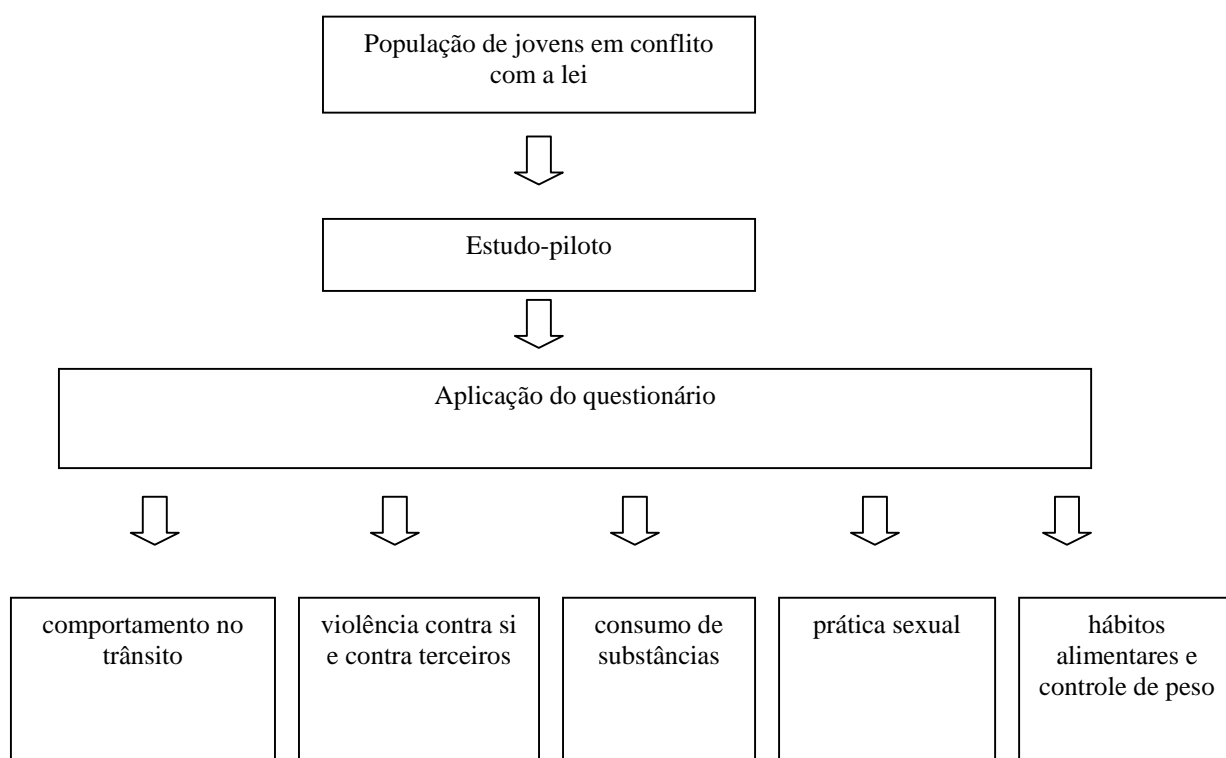 População de jovens em conflito
com a lei
Estudo-piloto
Aplicação do questionário
comportamento no
trânsito
violência contra si
e contra terceiros
consumo de
substâncias
prática sexual
hábitos
alimentares e
controle de peso